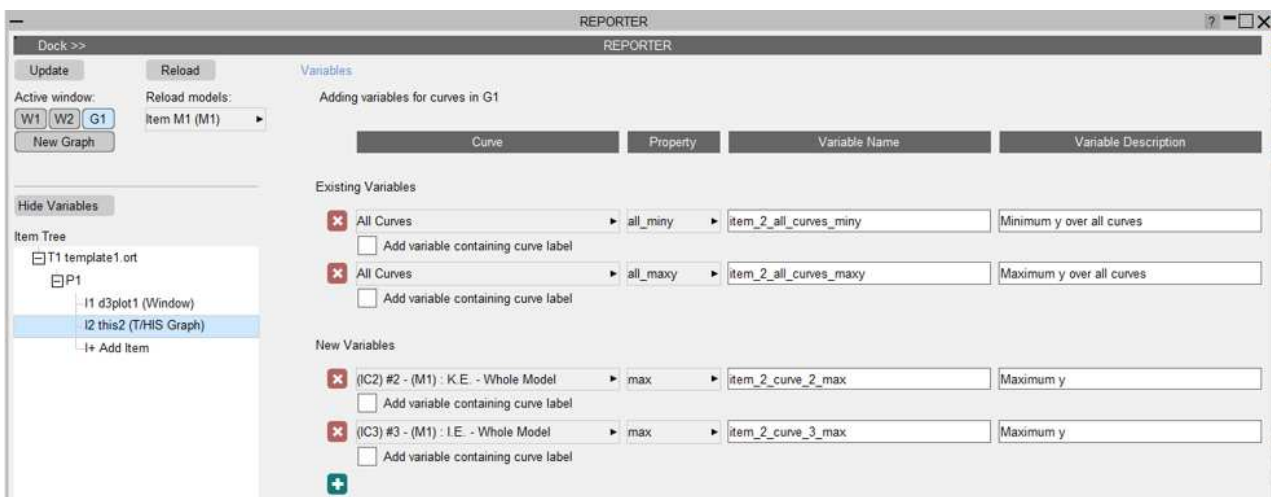 REPORTER
?
Dock >> REPORTER
Update Reload Variables
Active window: Reload models: Adding variables for curves in G1
W1 W2 G1 Item M1 (M1)
New Graph
Curve Property Variable Name Variable Description
Existing Variables
Hide Variables
All Curves all_miny item_2_all_curves_miny Minimum y over all curves
Add variable containing curve label
Item Tree
T1 template1.ort
All Curves all_maxy item_2_all_curves_maxy Maximum y over all curves
P1
Add variable containing curve label
I1 d3plot1 (Window)
I2 this2 (T/HIS Graph)
I+ Add Item
New Variables
(IC2) #2 - (M1) : K.E. - Whole Model max item_2_curve_2_max Maximum y
Add variable containing curve label
(IC3) #3 - (M1) : I.E. - Whole Model max item_2_curve_3_max Maximum y
Add variable containing curve label